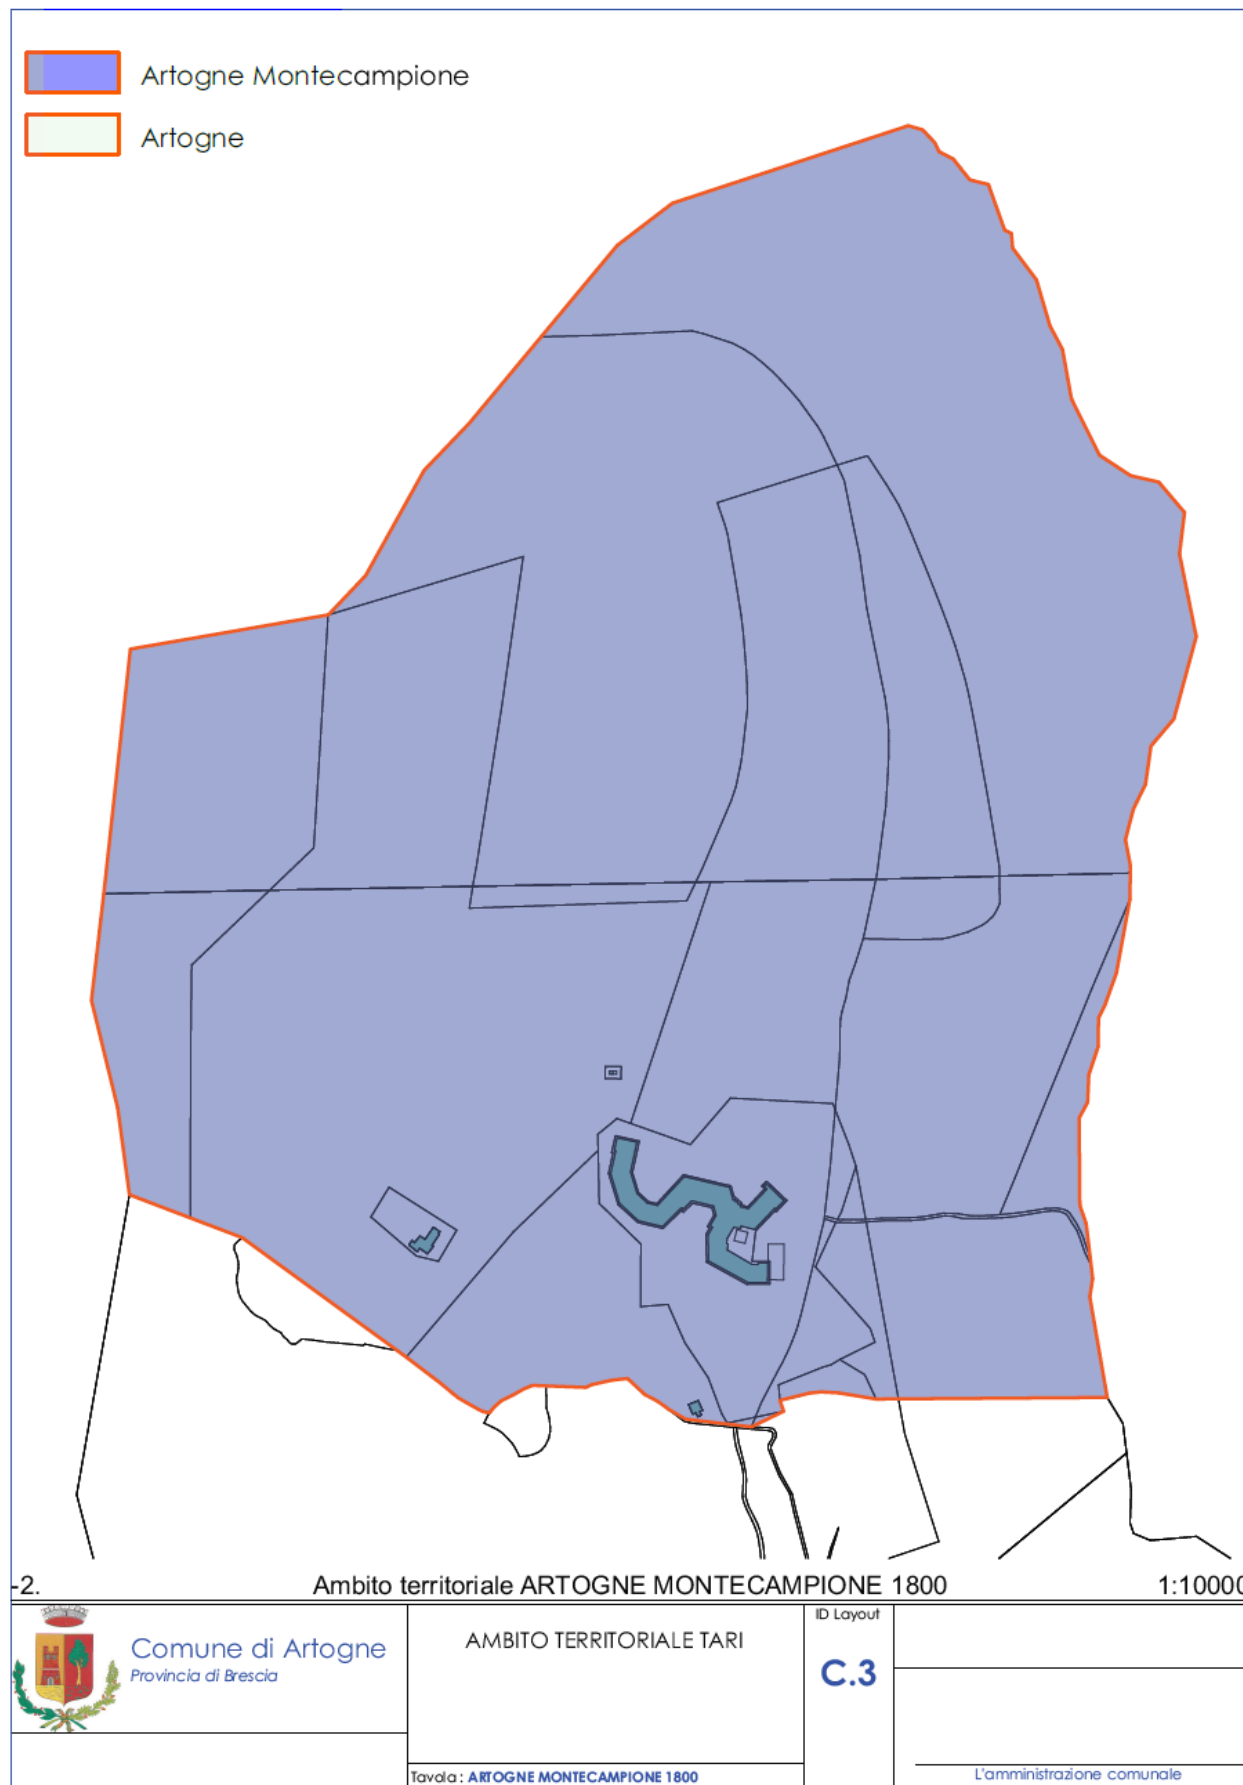 Artogne Montecampione
Artogne
-2.
Ambito territoriale ARTOGNE MONTECAMPIONE 1800
1:10000
Comune di Artogne
Provincia di Brescia
AMBITO TERRITORIALE TARI
Tavola : ARTOGNE MONTECAMPIONE 1800
ID Layout
C.3
L'amministrazione comunale